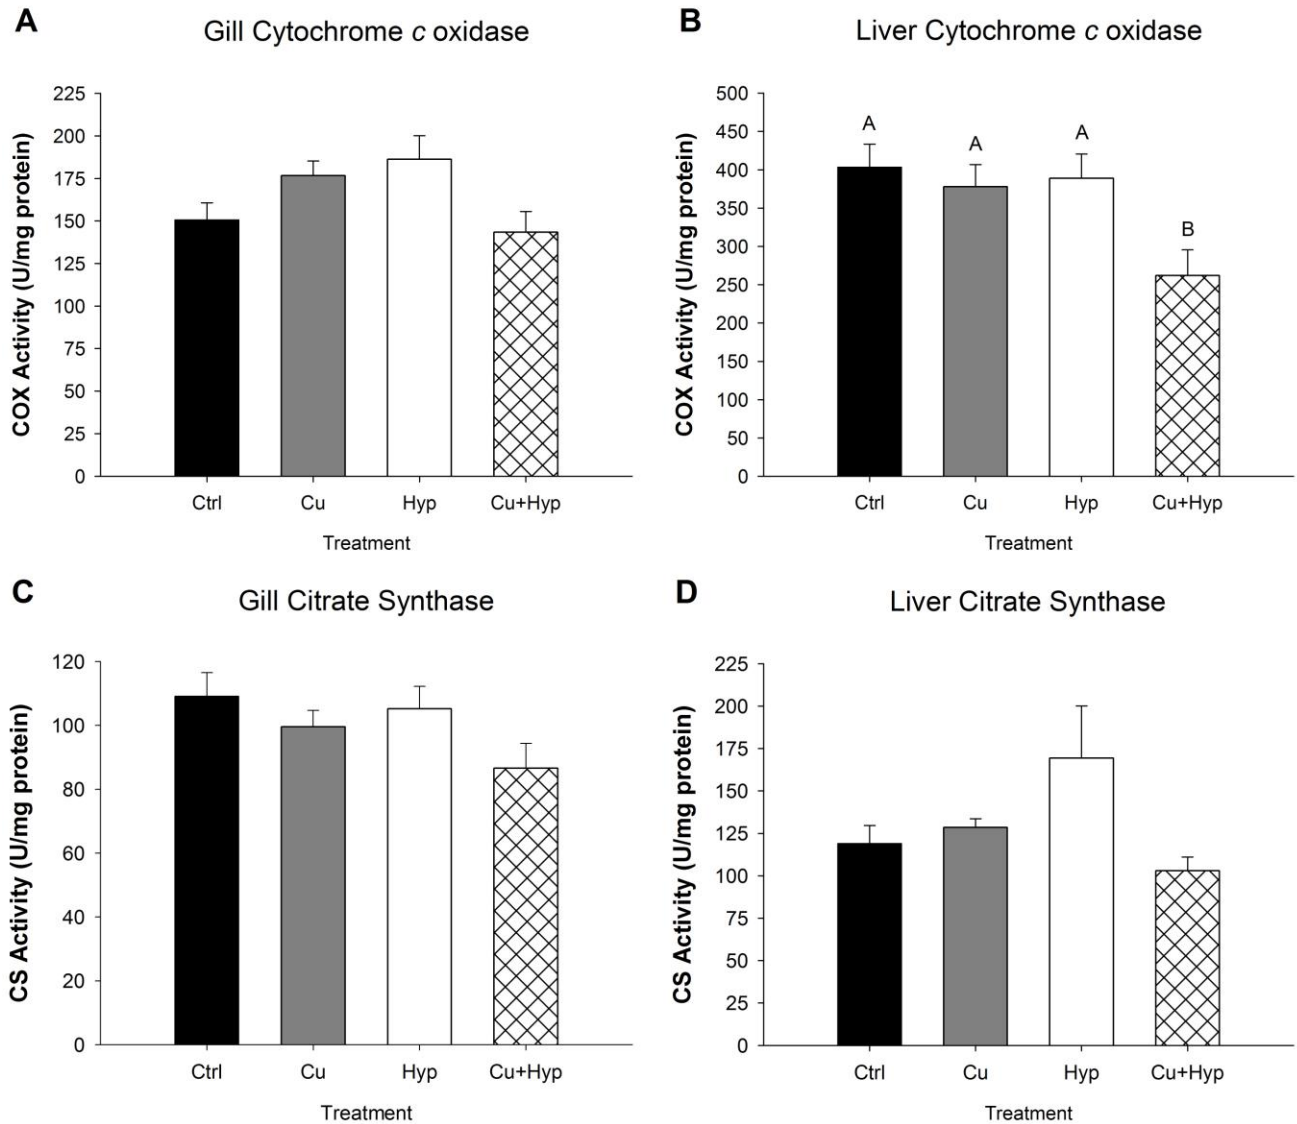 A
Gill Cytochrome c oxidase
COX Activity (U/mg protein)
225
200
175
150
125
100
75
50
25
0
Ctrl Cu Hyp Cu+Hyp
Treatment
B
Liver Cytochrome c oxidase
COX Activity (U/mg protein)
500
450
400
350
300
250
200
150
100
50
0
A A A B
Ctrl Cu Hyp Cu+Hyp
Treatment
C
Gill Citrate Synthase
CS Activity (U/mg protein)
120
100
80
60
40
20
0
Ctrl Cu Hyp Cu+Hyp
Treatment
D
Liver Citrate Synthase
CS Activity (U/mg protein)
225
200
175
150
125
100
75
50
25
0
Ctrl Cu Hyp Cu+Hyp
Treatment